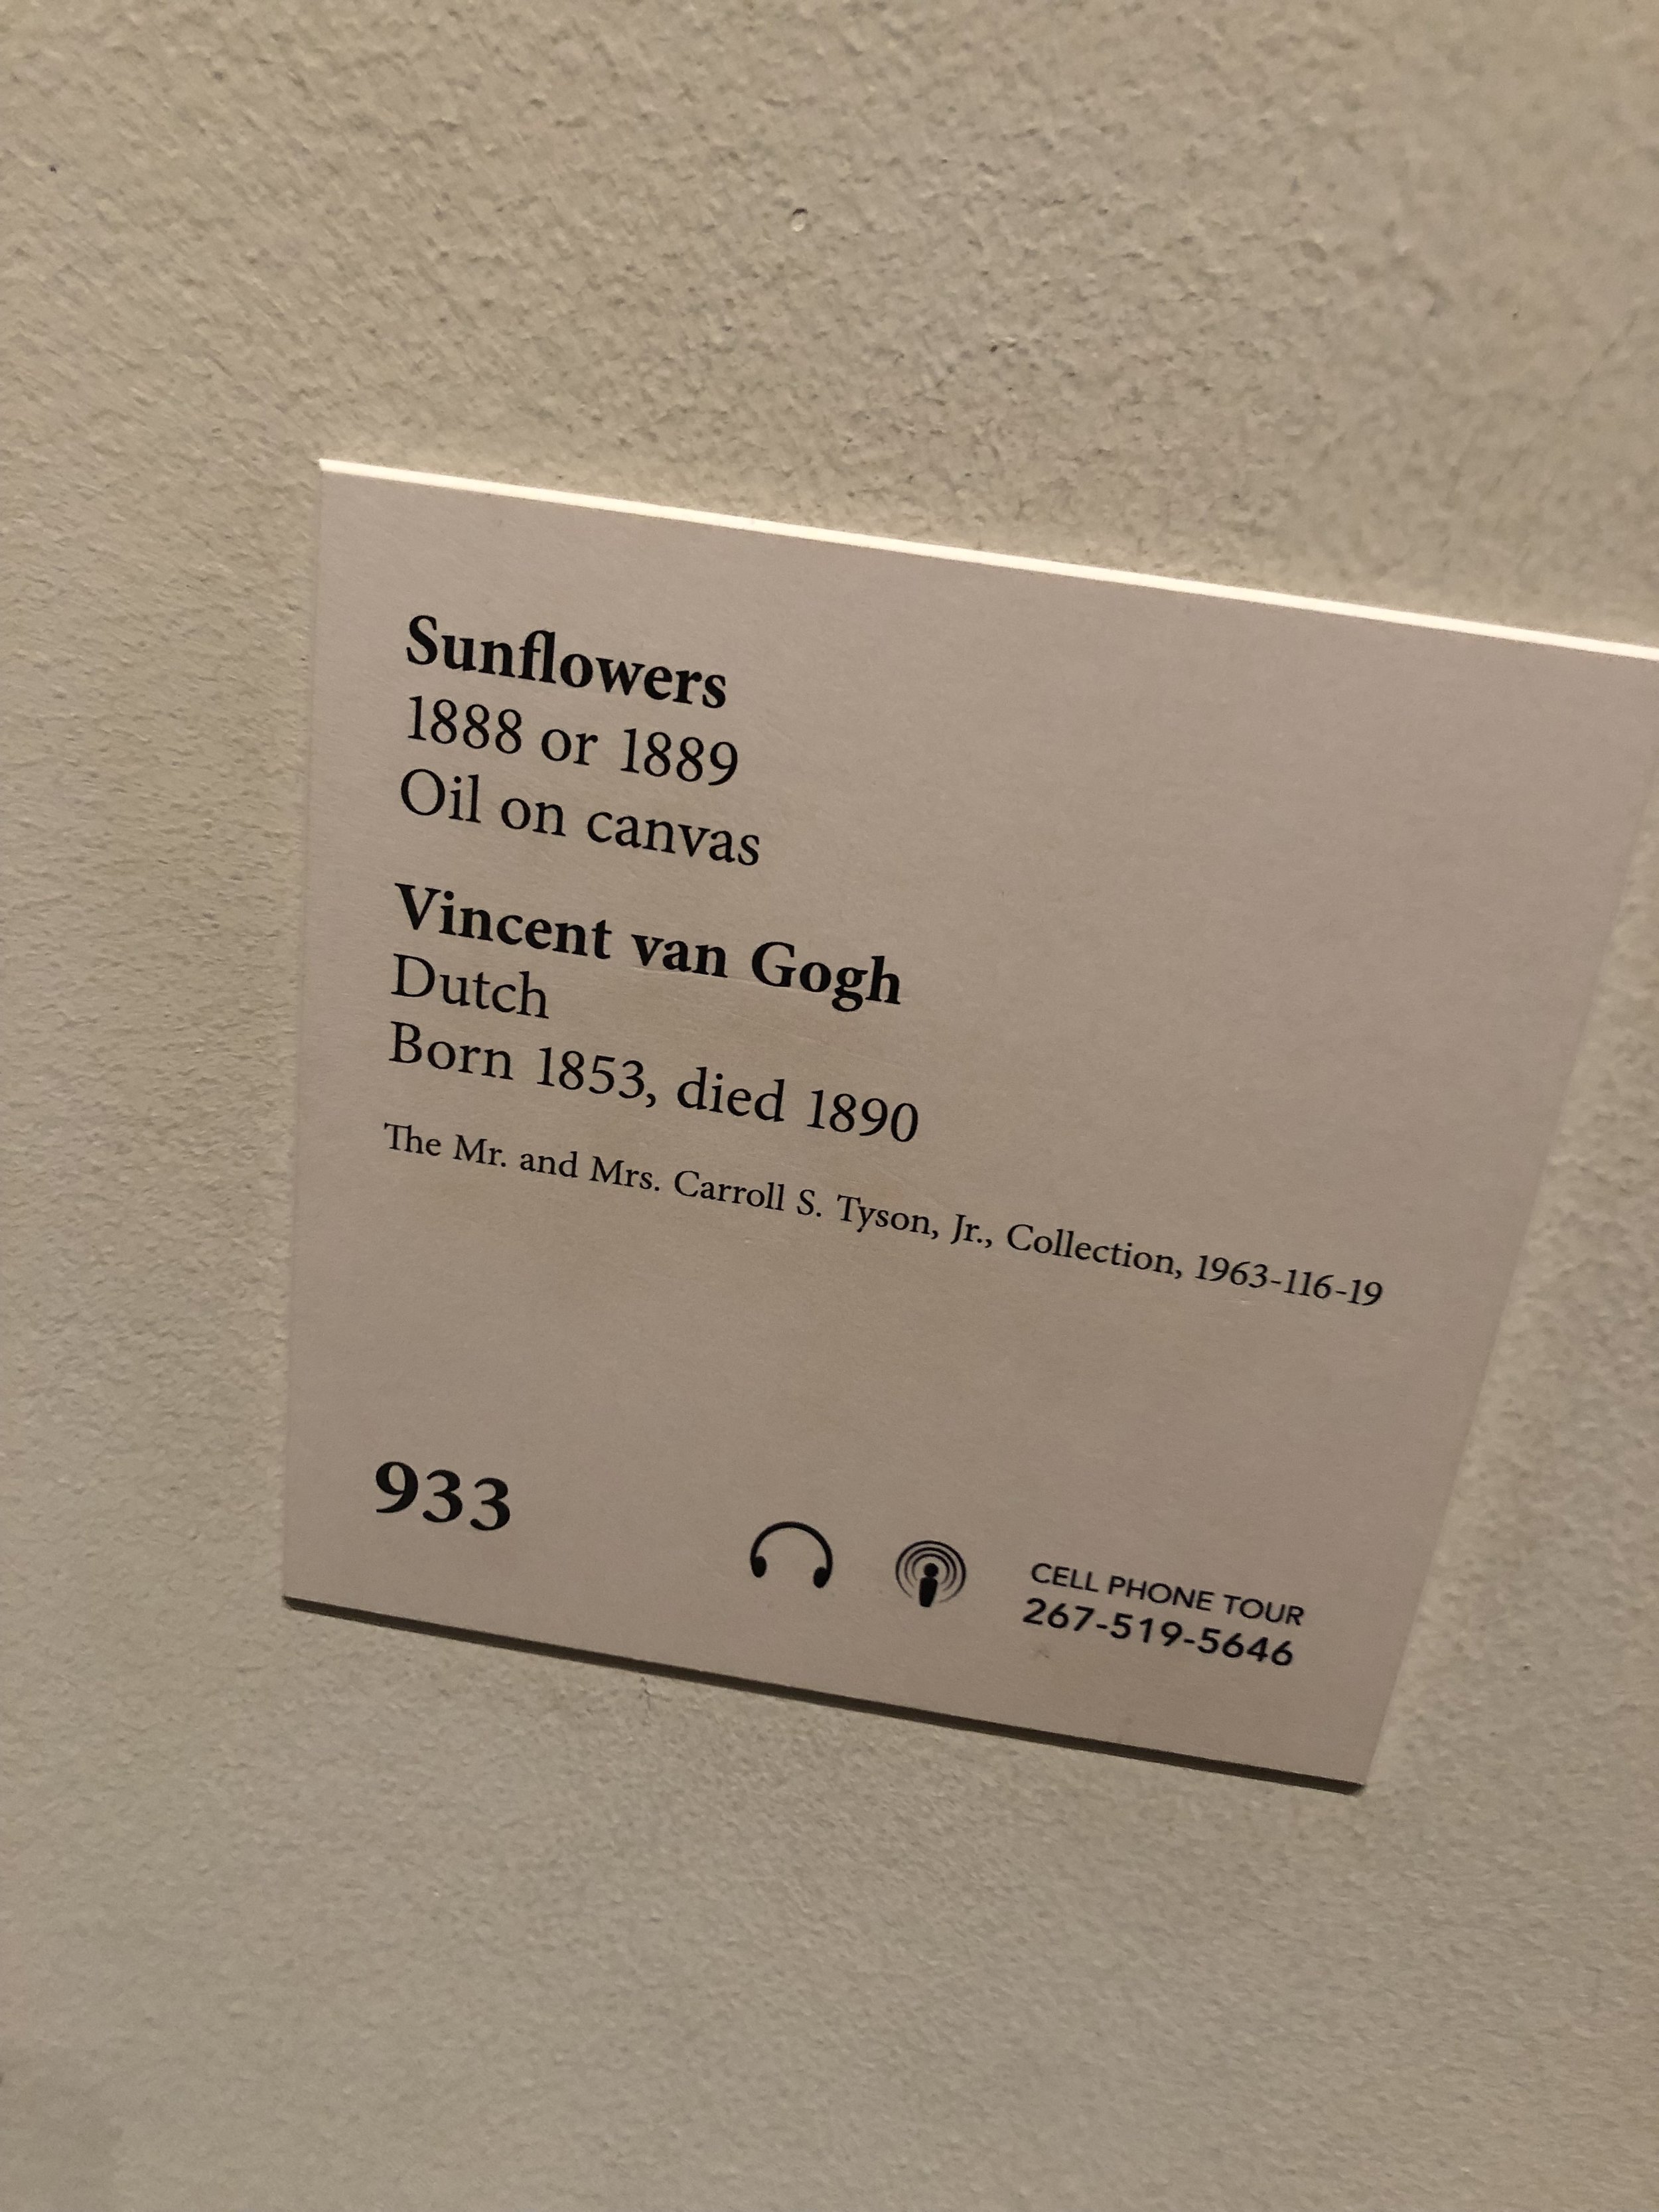 Sunflowers
1888 or 1889
Oil on canvas
Vincent van Gogh
Dutch
Born 1853, died 1890
The Mr. and Mrs. Carroll S. Tyson, Jr., Collection, 1963-116-19
933
CELL PHONE TOUR
267-519-5646